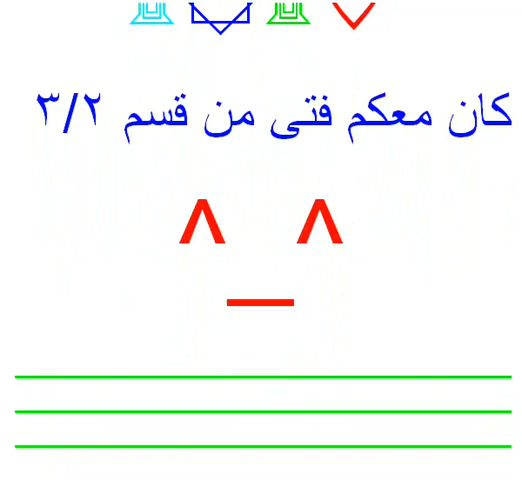 كان معكم فتى من قسم ٣/٢
^ ^
_